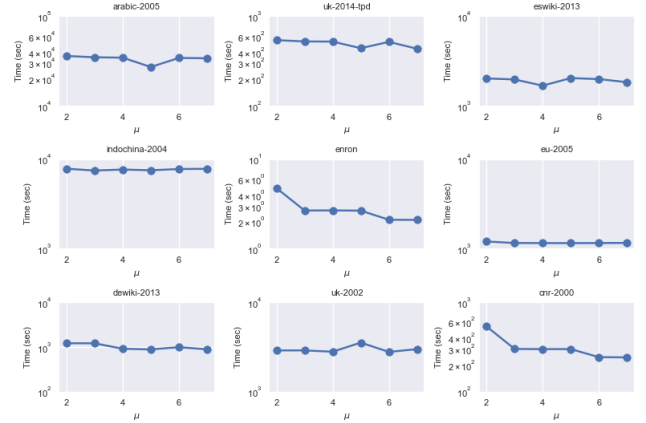 arabic-2005
uk-2014-tpd
eswiki-2013
10^5
6 × 10^4
4 × 10^4
3 × 10^4
2 × 10^4
10^4
Time (sec)
2 4 6
μ
10^3
6 × 10^2
4 × 10^2
3 × 10^2
2 × 10^2
10^2
Time (sec)
2 4 6
μ
10^4
10^3
Time (sec)
2 4 6
μ
indochina-2004
enron
eu-2005
10^4
10^3
Time (sec)
2 4 6
μ
10^1
6 × 10^0
4 × 10^0
3 × 10^0
2 × 10^0
10^0
Time (sec)
2 4 6
μ
10^4
10^3
Time (sec)
2 4 6
μ
dewiki-2013
uk-2002
cnr-2000
10^4
10^3
10^2
Time (sec)
2 4 6
μ
10^4
10^3
Time (sec)
2 4 6
μ
10^3
6 × 10^2
4 × 10^2
3 × 10^2
2 × 10^2
10^2
Time (sec)
2 4 6
μ